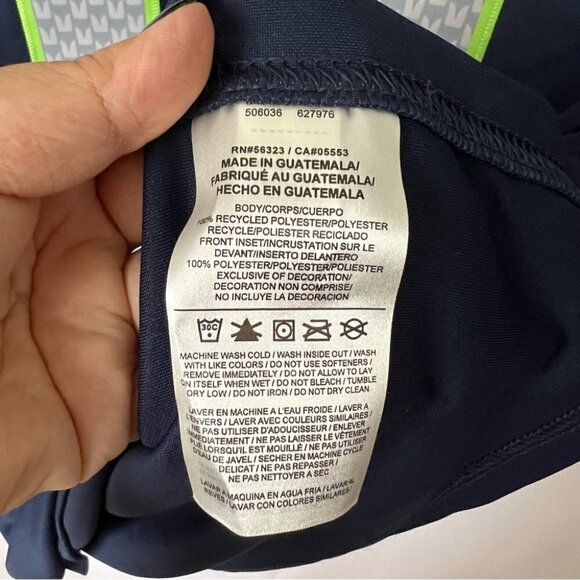 506036 627976
RN#56323 / CA#05553
MADE IN GUATEMALA/
FABRIQUÉ AU GUATEMALA/
HECHO EN GUATEMALA
BODY/CORPS/CUERPO
100% RECYCLED POLYESTER/POLYESTER
RECYCLE/POLIESTER RECICLADO
FRONT INSET/INCRUSTATION SUR LE
DEVANT/INSERTO DELANTERO
100% POLYESTER/POLYESTER/POLIESTER
EXCLUSIVE OF DECORATION/
DECORATION NON COMPRISE/
NO INCLUYE LA DECORACION
30C
MACHINE WASH COLD / WASH INSIDE OUT / WASH
WITH LIKE COLORS / DO NOT USE SOFTENERS /
REMOVE IMMEDIATELY / DO NOT ALLOW TO LAY
ON ITSELF WHEN WET / DO NOT BLEACH / TUMBLE
DRY LOW / DO NOT IRON / DO NOT DRY CLEAN
LAVER EN MACHINE A L'EAU FROIDE / LAVER A
L'ENVERS / LAVER AVEC COULEURS SIMILAIRES /
NE PAS UTILISER D'ADOUCISSEUR / ENLEVER
IMMÉDIATEMENT / NE PAS LAISSER LE VÊTEMENT
PLIÉ LORSQU'IL EST MOUILLÉ / NE PAS UTILISER
D'EAU DE JAVEL / SECHER EN MACHINE CYCLE
DELICAT / NE PAS REPASSER /
NE PAS NETTOYER A SEC
LAVAR A MAQUINA EN AGUA FRIA / LAVAR AL
REVES / LAVAR CON COLORES SIMILARES /